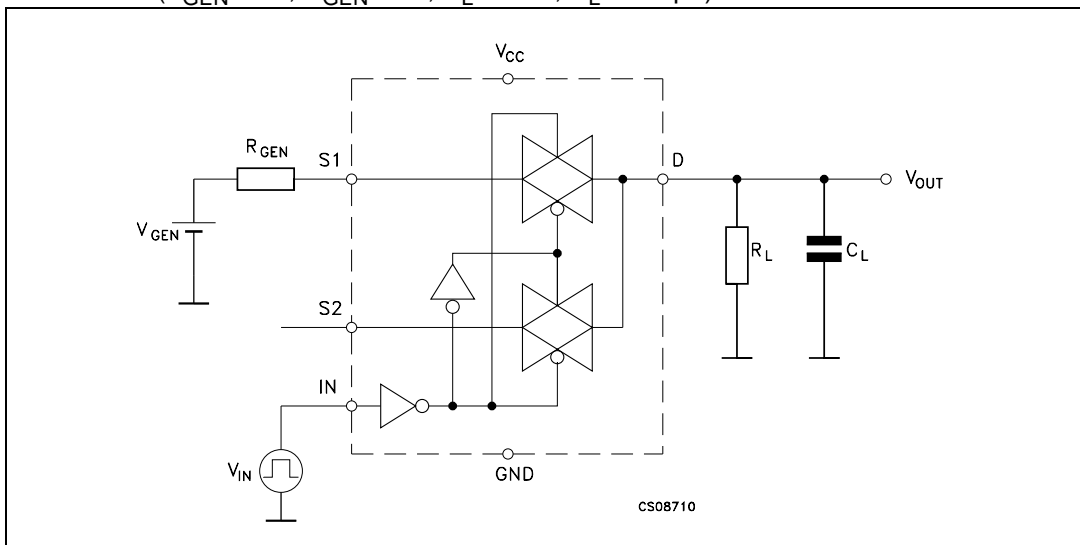 V_CC
R_GEN
S1
D
V_OUT
V_GEN
R_L
C_L
S2
IN
V_IN
GND
CS08710